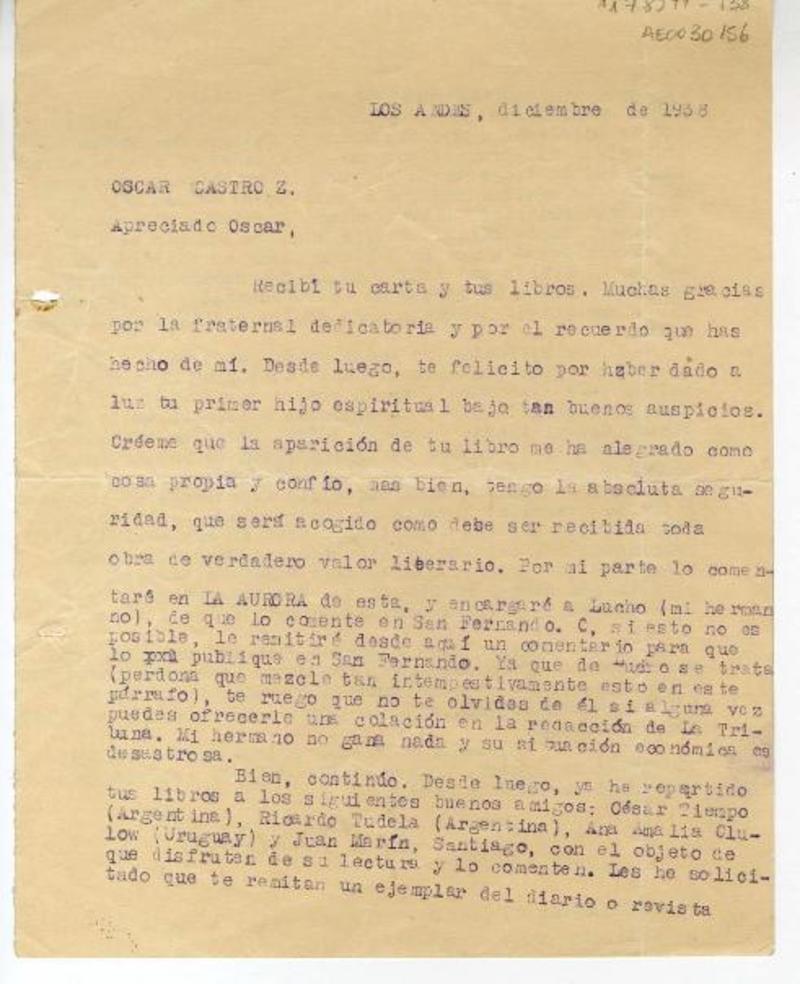 AE0030156
LOS ANDES, diciembre de 1938
OSCAR CASTRO Z.
Apreciado Oscar,
Recibí tu carta y tus libros. Muchas gracias
por la fraternal dedicatoria y por el recuerdo que has
hecho de mí. Desde luego, te felicito por haber dado a
luz tu primer hijo espiritual bajo tan buenos auspicios.
Créeme que la aparición de tu libro me ha alegrado como
cosa propia y confío, mas bien, tengo la absoluta segu-
ridad, que será acogido como debe ser recibida toda
obra de verdadero valor literario. Por mi parte lo comen-
taré en LA AURORA de esta, y encargaré a Lucho (mi herman
no), de que lo comente en San Fernando. O, si esto no es
posible, le remitiré desde aquí un comentario para que
lo publique en San Fernando. Ya que de Lucho se trata
(perdona que mezcle tan intempestivamente esto en este
párrafo), te ruego que no te olvides de él si alguna vez
puedes ofrecerle una colación en la redacción de La Tri-
buna. Mi hermano no gana nada y su situación económica es
desastrosa.
Bien, continúo. Desde luego, ya he repartido
tus libros a los siguientes buenos amigos: César Tiempo
(Argentina), Ricardo Tudela (Argentina), Ana Amalia Clu-
low (Uruguay) y Juan Marín, Santiago, con el objeto de
que disfruten de su lectura y lo comenten. Les he solici-
tado que te remitan un ejemplar del diario o revista